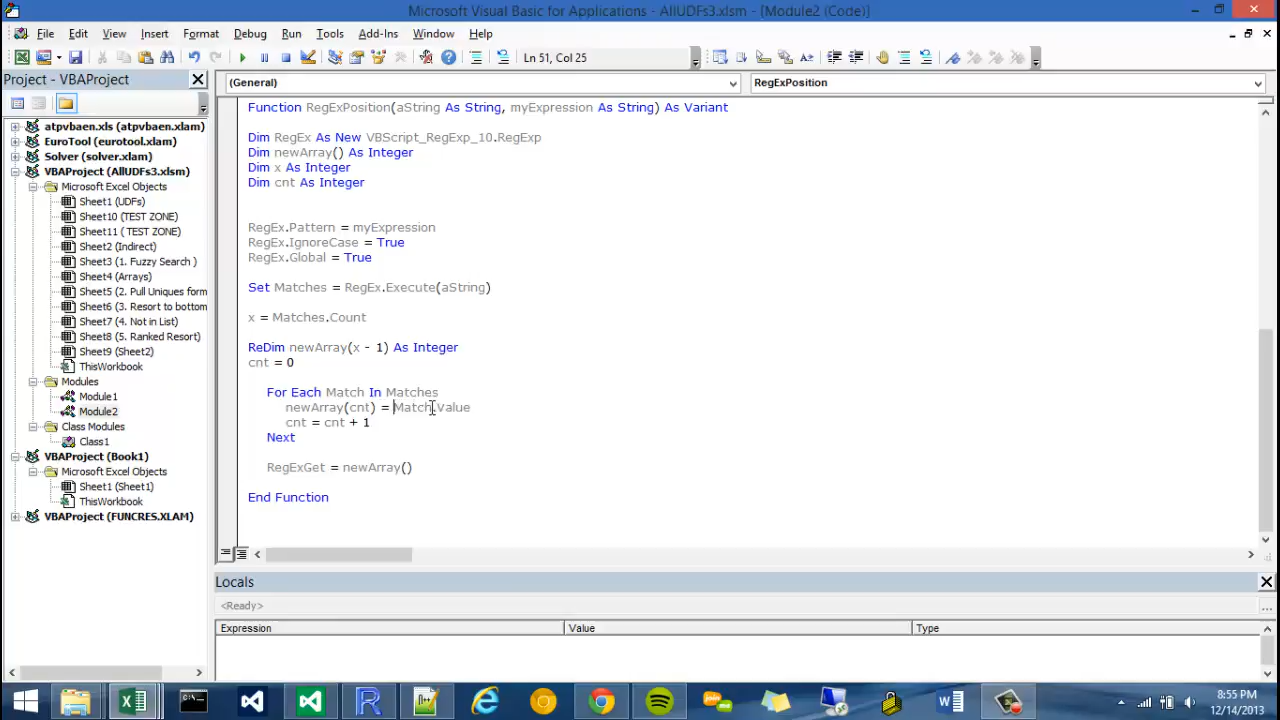 Microsoft Visual Basic for Applications - AllUDFs3.xlsm - [Module2 (Code)]
File Edit View Insert Format Debug Run Tools Add-Ins Window Help
Ln 51, Col 25
Project - VBAProject
(General) RegExPosition
atpvbaen.xls (atpvbaen.xlam)
EuroTool (eurotool.xlam)
Solver (solver.xlam)
VBAProject (AllUDFs3.xlsm)
Microsoft Excel Objects
Sheet1 (UDFs)
Sheet10 (TEST ZONE)
Sheet11 ( TEST ZONE)
Sheet2 (Indirect)
Sheet3 (1. Fuzzy Search )
Sheet4 (Arrays)
Sheet5 (2. Pull Uniques form
Sheet6 (3. Resort to bottom
Sheet7 (4. Not in List)
Sheet8 (5. Ranked Resort)
Sheet9 (Sheet2)
ThisWorkbook
Modules
Module1
Module2
Class Modules
Class1
VBAProject (Book1)
Microsoft Excel Objects
Sheet1 (Sheet1)
ThisWorkbook
VBAProject (FUNCRES.XLAM)
Function RegExPosition(aString As String, myExpression As String) As Variant
Dim RegEx As New VBScript_RegExp_10.RegExp
Dim newArray() As Integer
Dim x As Integer
Dim cnt As Integer
RegEx.Pattern = myExpression
RegEx.IgnoreCase = True
RegEx.Global = True
Set Matches = RegEx.Execute(aString)
x = Matches.Count
ReDim newArray(x - 1) As Integer
cnt = 0
For Each Match In Matches
newArray(cnt) = Match.Value
cnt = cnt + 1
Next
RegExGet = newArray()
End Function
Locals
<Ready>
...
Expression Value Type
8:55 PM
12/14/2013